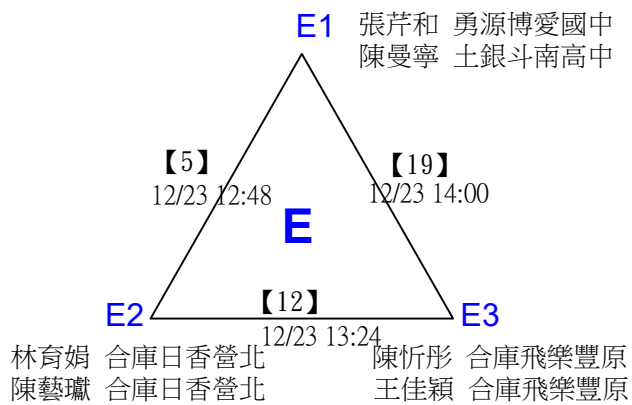 E1
張芹和 勇源博愛國中
陳曼寧 土銀斗南高中
【5】
12/23 12:48
【19】
12/23 14:00
E
【12】
12/23 13:24
E2
E3
林育娟 合庫日香營北
陳藝瓛 合庫日香營北
陳忻彤 合庫飛樂豐原
王佳穎 合庫飛樂豐原